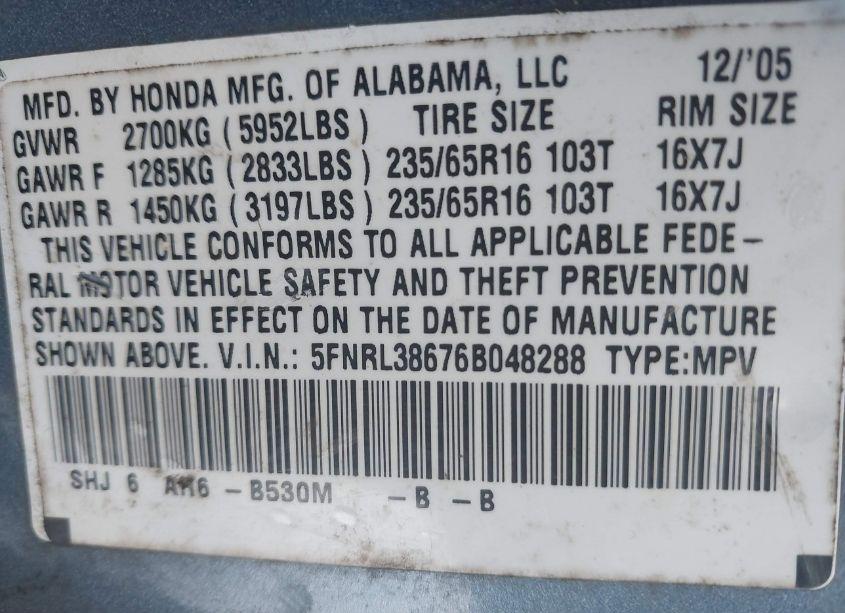 MFD. BY HONDA MFG. OF ALABAMA, LLC 12/'05
GVWR 2700KG ( 5952LBS ) TIRE SIZE RIM SIZE
GAWR F 1285KG ( 2833LBS ) 235/65R16 103T 16X7J
GAWR R 1450KG ( 3197LBS ) 235/65R16 103T 16X7J
THIS VEHICLE CONFORMS TO ALL APPLICABLE FEDE-
RAL MOTOR VEHICLE SAFETY AND THEFT PREVENTION
STANDARDS IN EFFECT ON THE DATE OF MANUFACTURE
SHOWN ABOVE. V.I.N.: 5FNRL38676B048288 TYPE:MPV
SHJ 6 AH6 -B530M -B -B